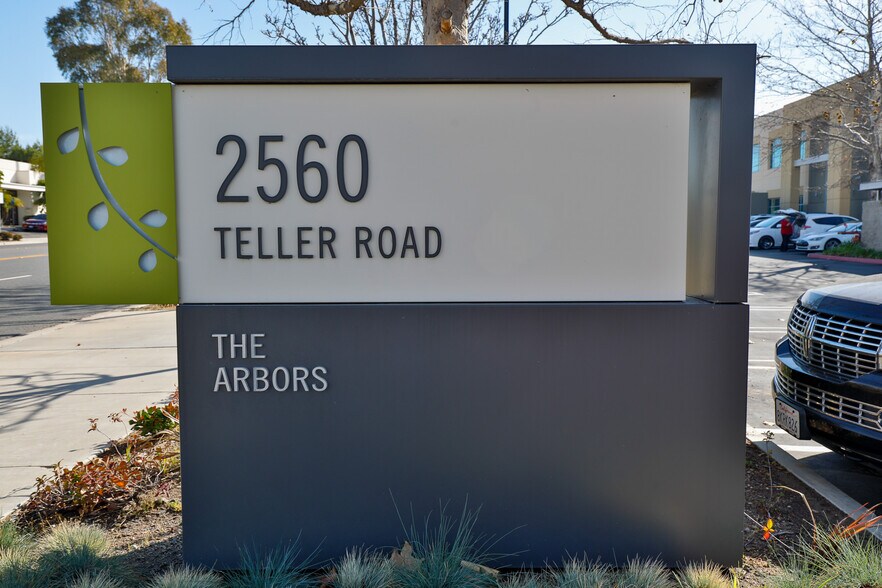 2560
TELLER ROAD
THE
ARBORS